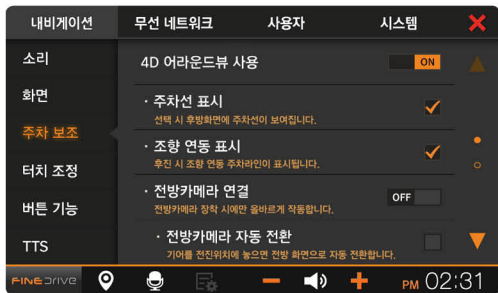 내비게이션 무선 네트워크 사용자 시스템
소리
화면
주차 보조
터치 조정
버튼 기능
TTS
4D 어라운드뷰 사용 ON
· 주차선 표시
선택 시 후방화면에 주차선이 보여집니다.
· 조향 연동 표시
후진 시 조향 연동 주차라인이 표시됩니다.
· 전방카메라 연결 OFF
전방카메라 장착 시에만 올바르게 작동합니다.
· 전방카메라 자동 전환
기어를 전진위치에 놓으면 전방 화면으로 자동 전환합니다.
FINEDRIVE PM 02:31